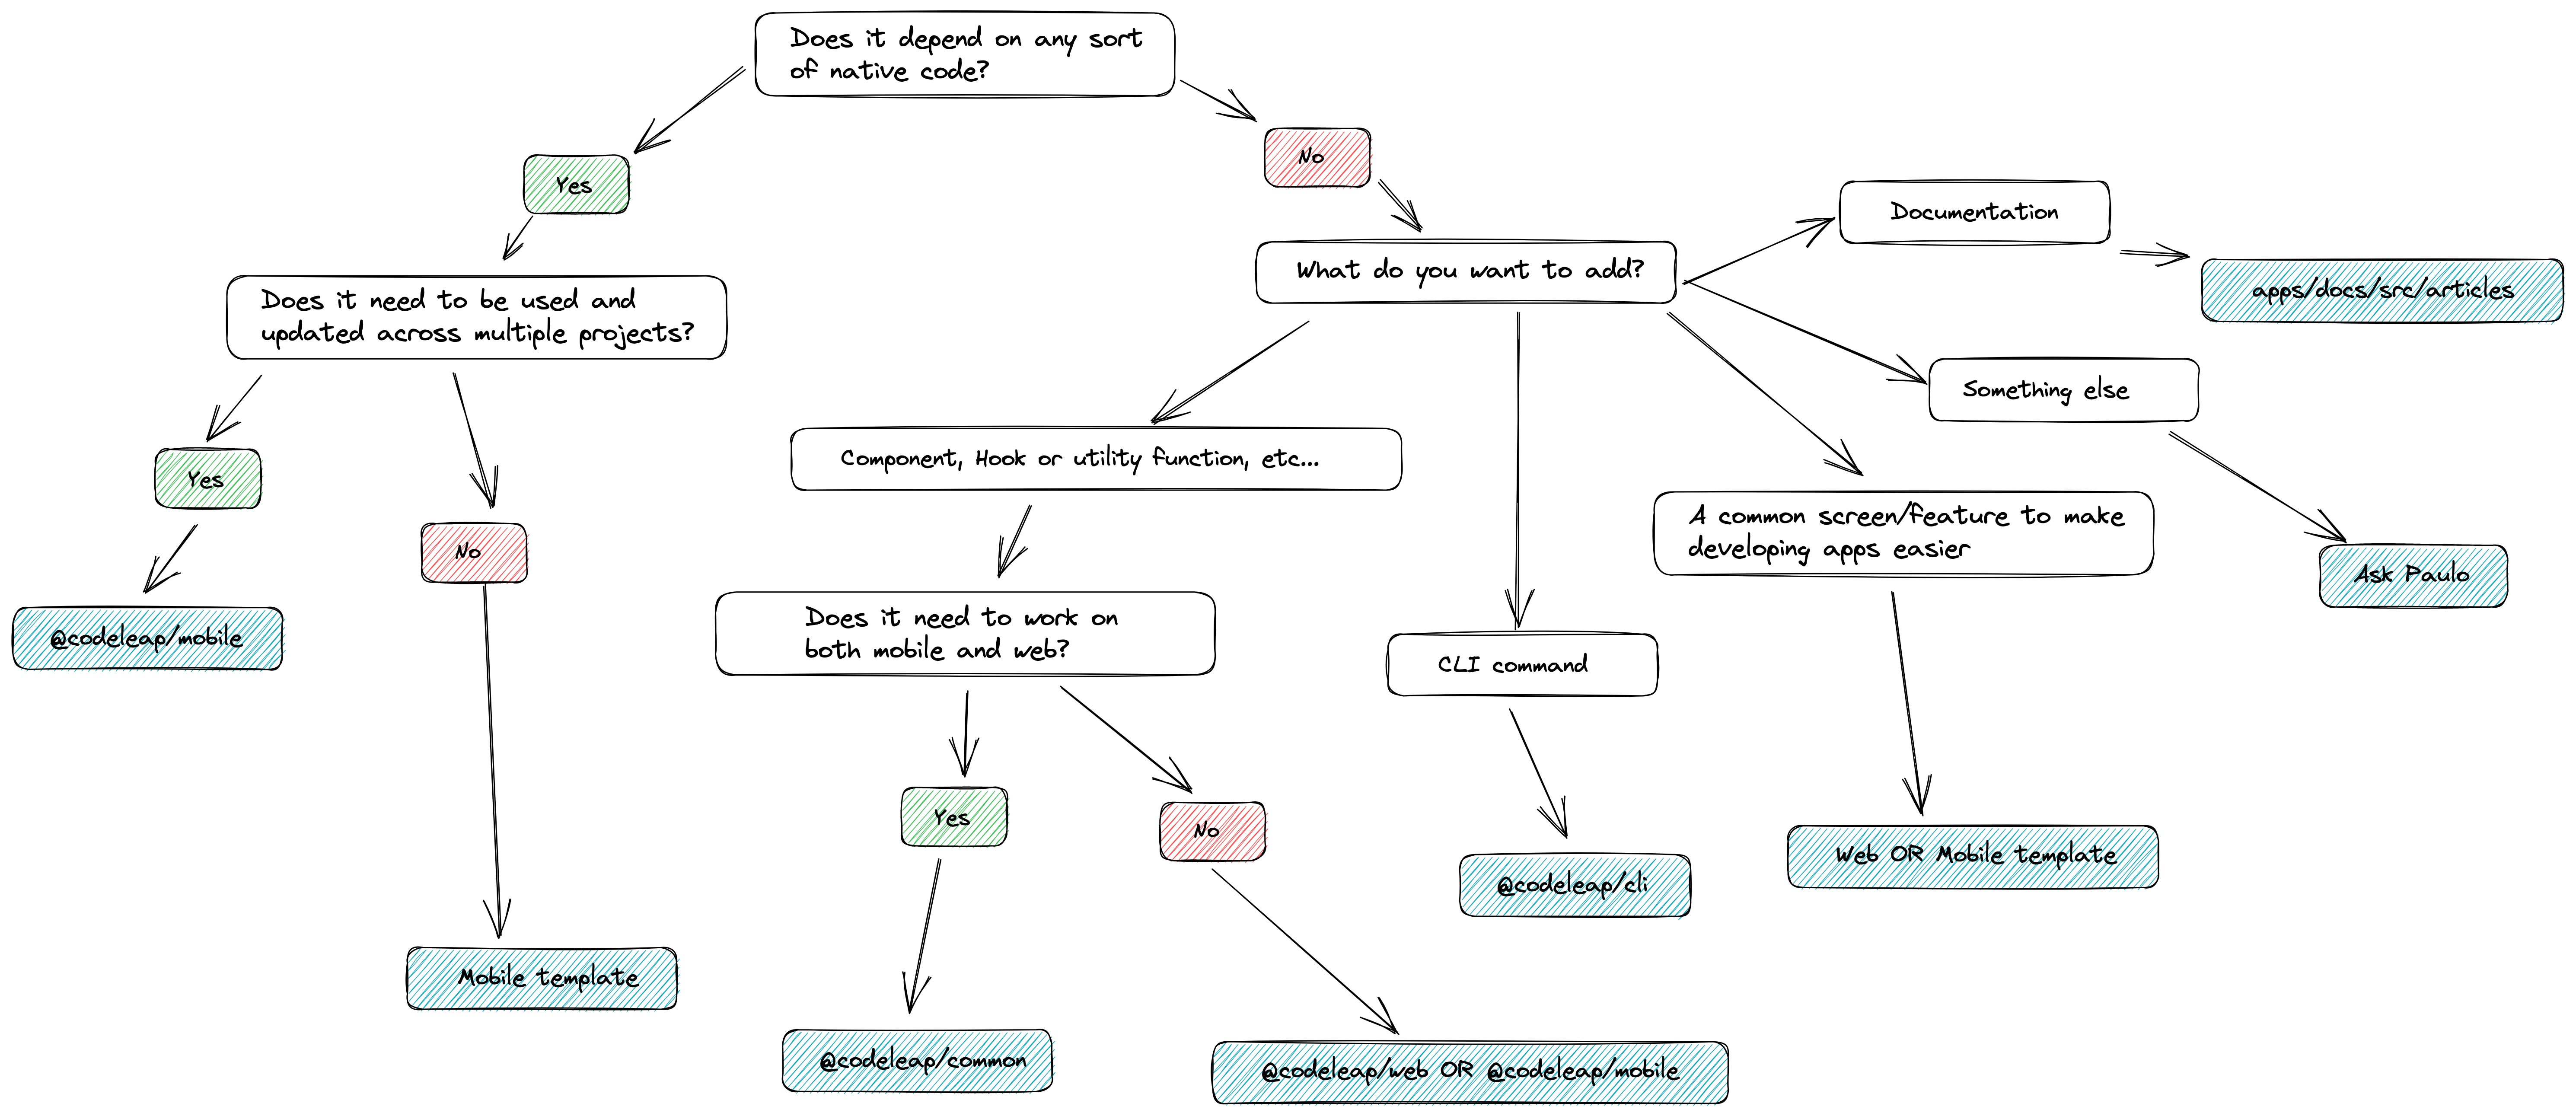 Does it depend on any sort
of native code?
Yes
No
Does it need to be used and
updated across multiple projects?
Yes
@codeleap/mobile
No
Mobile template
What do you want to add?
Documentation
apps/docs/src/articles
Something else
Ask Paulo
Component, Hook or utility function, etc...
Does it need to work on
both mobile and web?
Yes
@codeleap/common
No
@codeleap/web OR @codeleap/mobile
CLI command
@codeleap/cli
A common screen/feature to make
developing apps easier
Web OR Mobile template